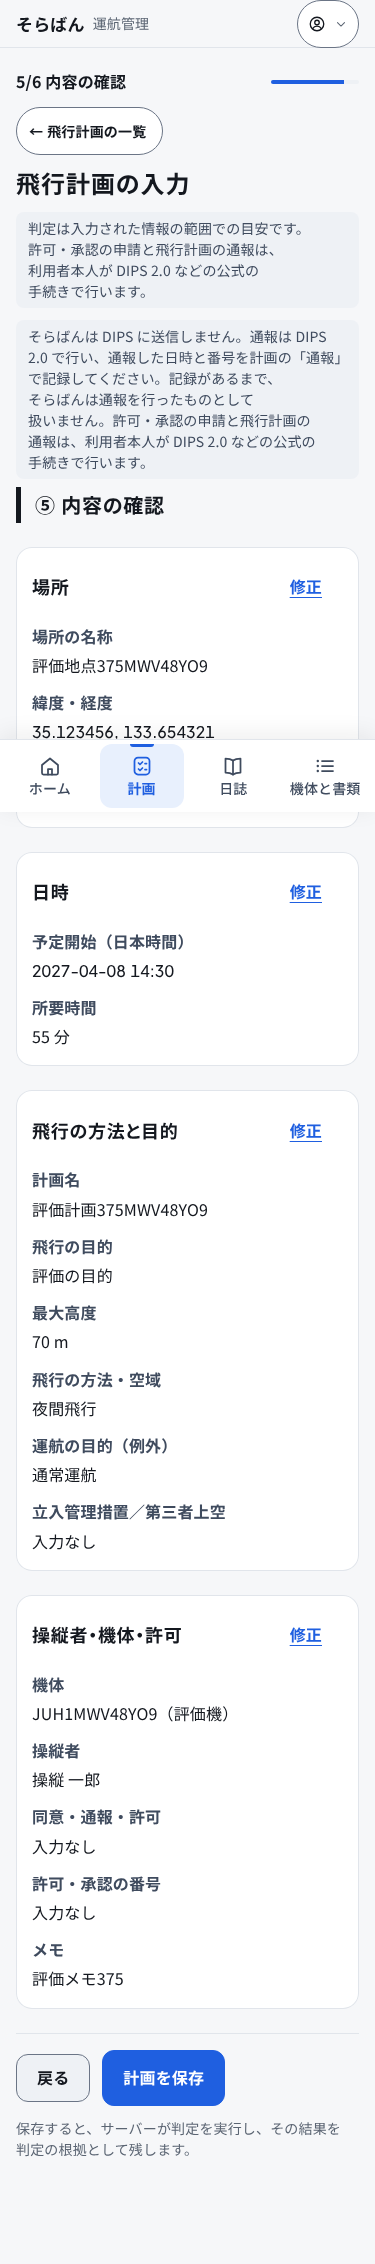 そらばん 運航管理
5/6 内容の確認
← 飛行計画の一覧
飛行計画の入力
判定は入力された情報の範囲での目安です。
許可・承認の申請と飛行計画の通報は、
利用者本人が DIPS 2.0 などの公式の
手続きで行います。
そらばんは DIPS に送信しません。通報は DIPS
2.0 で行い、通報した日時と番号を計画の「通報」
で記録してください。記録があるまで、
そらばんは通報を行ったものとして
扱いません。許可・承認の申請と飛行計画の
通報は、利用者本人が DIPS 2.0 などの公式の
手続きで行います。
⑤ 内容の確認
場所 修正
場所の名称
評価地点375MWV48YO9
緯度・経度
35.123456, 133.654321
ホーム 計画 日誌 機体と書類
日時 修正
予定開始（日本時間）
2027-04-08 14:30
所要時間
55 分
飛行の方法と目的 修正
計画名
評価計画375MWV48YO9
飛行の目的
評価の目的
最大高度
70 m
飛行の方法・空域
夜間飛行
運航の目的（例外）
通常運航
立入管理措置／第三者上空
入力なし
操縦者・機体・許可 修正
機体
JUH1MWV48YO9（評価機）
操縦者
操縦 一郎
同意・通報・許可
入力なし
許可・承認の番号
入力なし
メモ
評価メモ375
戻る 計画を保存
保存すると、サーバーが判定を実行し、その結果を
判定の根拠として残します。